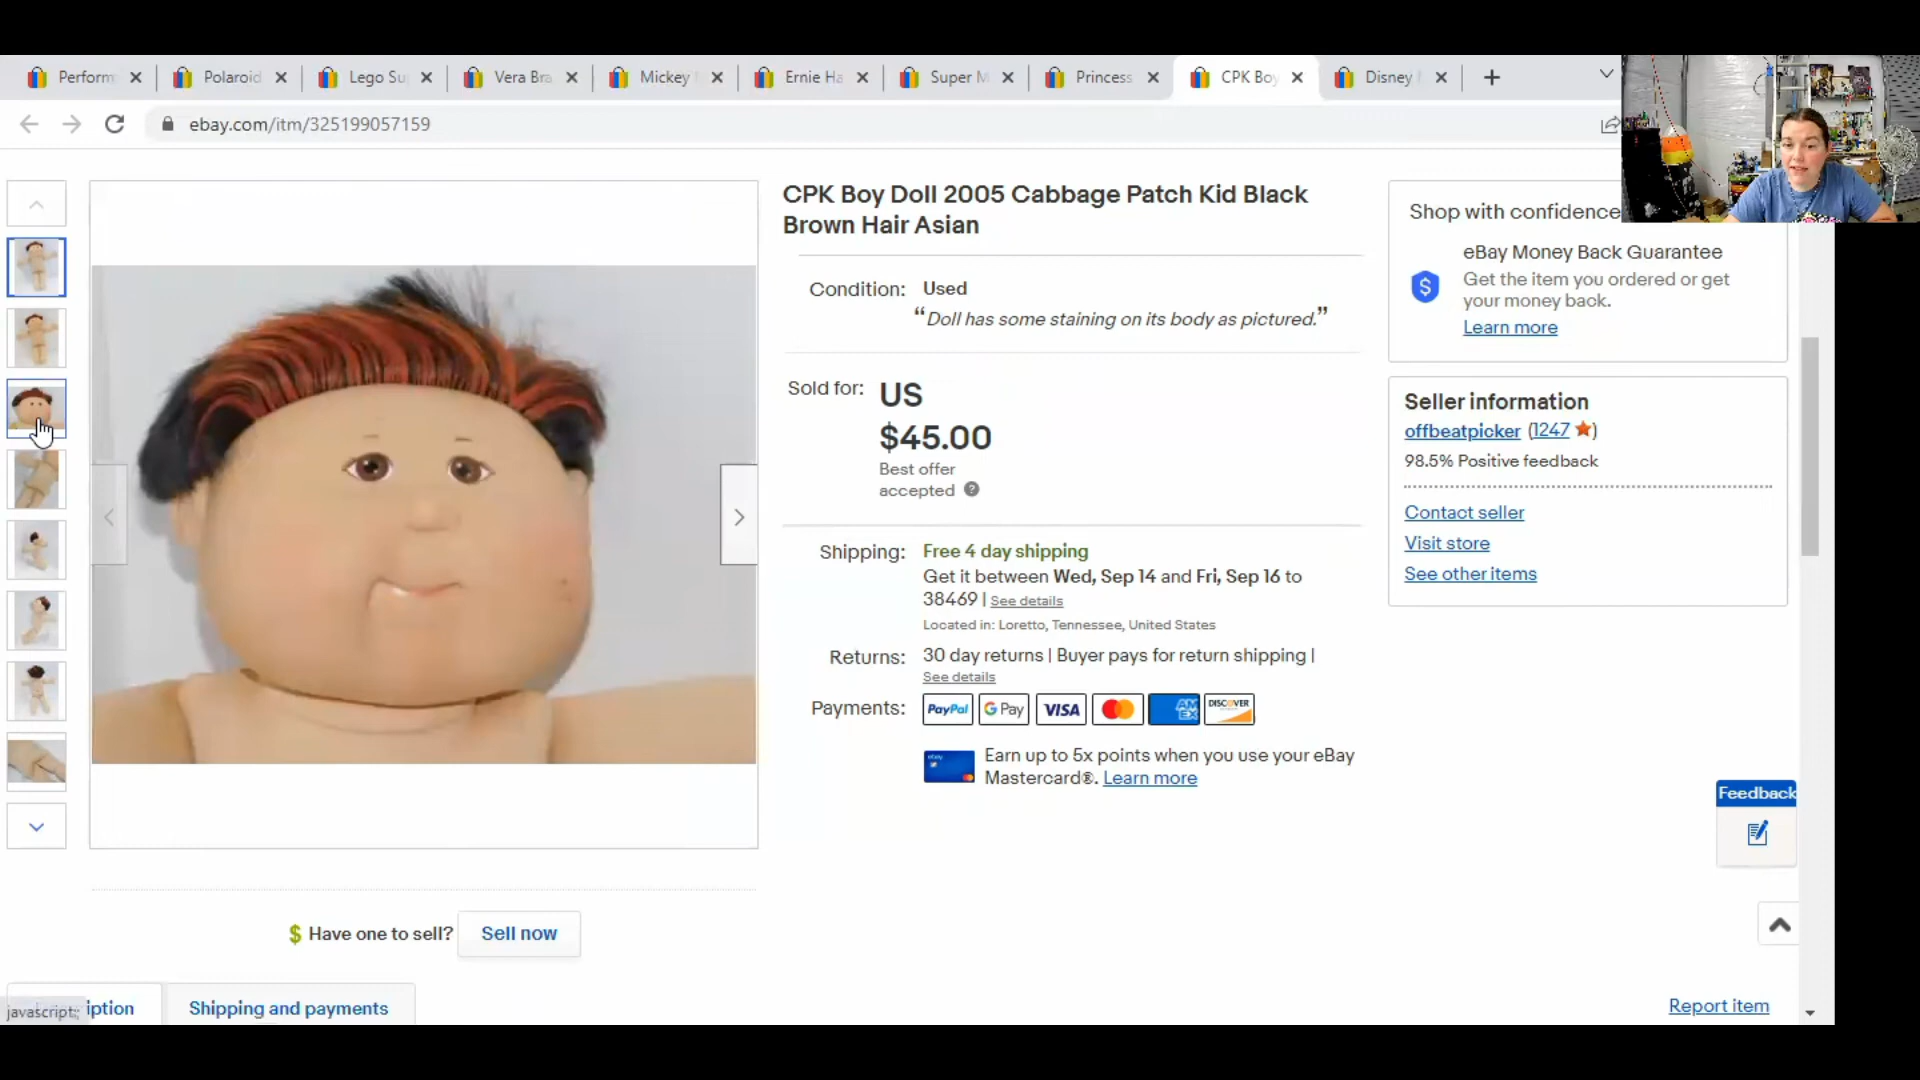 Perform
Polaroid
Lego Su
Vera Bra
Mickey
Ernie Ha
Super M
Princess
CPK Boy
Disney
ebay.com/itm/325199057159
CPK Boy Doll 2005 Cabbage Patch Kid Black
Brown Hair Asian
Condition: Used
“Doll has some staining on its body as pictured.”
Sold for: US
$45.00
Best offer
accepted
Shipping: Free 4 day shipping
Get it between Wed, Sep 14 and Fri, Sep 16 to
38469 | See details
Located in: Loretto, Tennessee, United States
Returns: 30 day returns | Buyer pays for return shipping |
See details
Payments: PayPal G Pay VISA AM EX DISCOVER
Earn up to 5x points when you use your eBay
Mastercard®. Learn more
Shop with confidence
eBay Money Back Guarantee
Get the item you ordered or get
your money back.
Learn more
Seller information
offbeatpicker (1247)
98.5% Positive feedback
Contact seller
Visit store
See other items
Feedback
$ Have one to sell? Sell now
javascript:;
iption
Shipping and payments
Report item